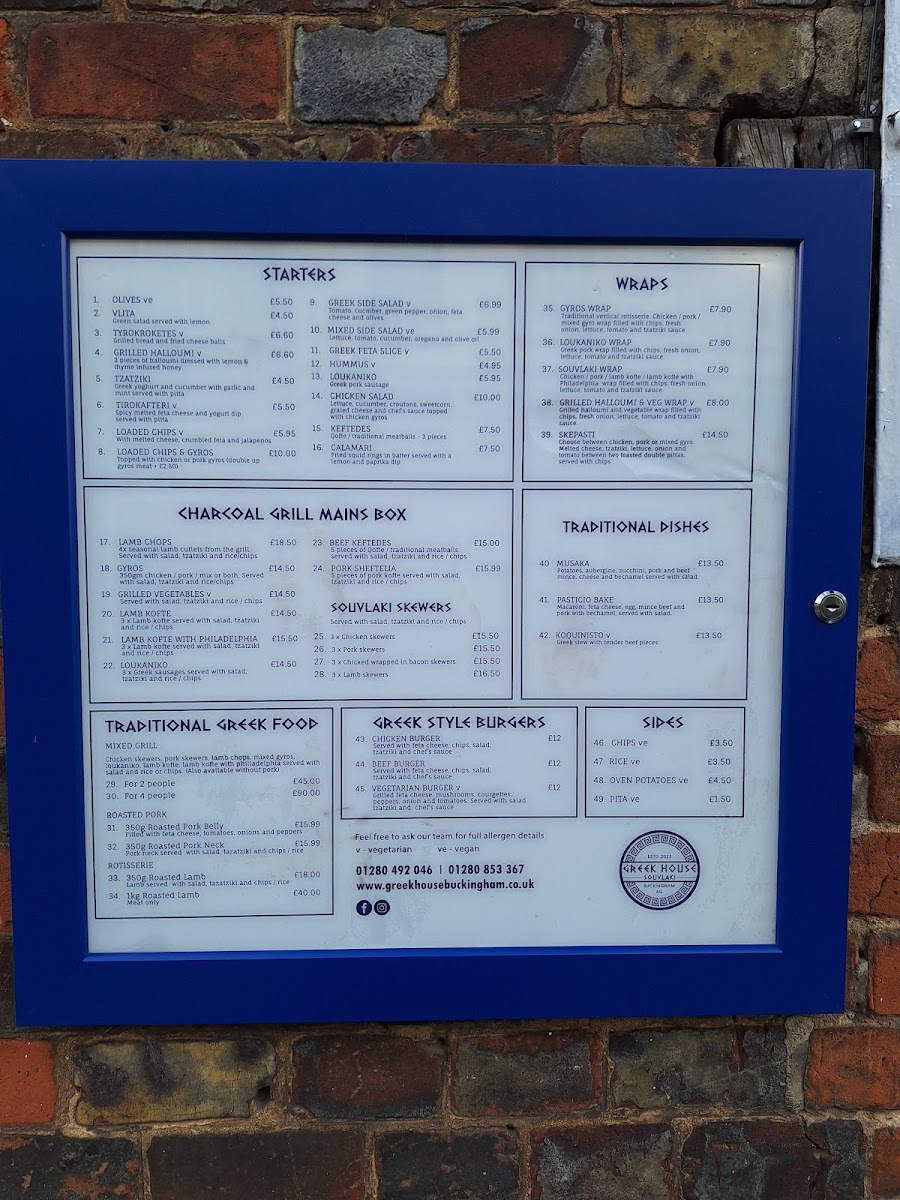 STARTERS
1. OLIVES ve £5.50
2. VLITA £4.50
Green salad served with lemon
3. TYROKROKETES v £6.60
Grilled bread and fried cheese balls
4. GRILLED HALLOUMI v £6.60
3 pieces of halloumi dressed with lemon &
thyme infused honey.
5. TZATZIKI £4.50
Greek yoghurt and cucumber with garlic and
mint served with pitta
6. TIROKAFTERI v £5.50
Spicy melted feta cheese and yogurt dip
served with pitta
7. LOADED CHIPS v £5.95
With melted cheese, crumbled feta and jalapenos
8. LOADED CHIPS & GYROS £10.00
Topped with chicken or pork gyros (double up
gyros meat + £2.50)
9. GREEK SIDE SALAD v £6.99
Tomato, cucmber, green pepper, onion, feta
cheese and olives
10. MIXED SIDE SALAD ve £5.99
Lettuce, tomato, cucumber, oregano and olive oil
11. GREEK FETA SLICE v £5.50
12. HUMMUS v £4.95
13. LOUKANIKO £5.95
Greek pork sausage
14. CHICKEN SALAD £10.00
Lettuce, cucumber, croutons, sweetcorn,
grated cheese and chef's sauce topped
with chicken gyros
15. KEFTEDES £7.50
Qofte / traditional meatballs - 3 pieces
16. CALAMARI £7.50
Fried squid rings in batter served with a
lemon and paprika dip
WRAPS
35. GYROS WRAP £7.90
Traditional vertical rotisserie. Chicken / pork /
mixed gyro wrap filled with chips, fresh
onion, lettuce, tomato and tzatziki sauce.
36. LOUKANIKO WRAP £7.90
Greek pork wrap filled with chips, fresh onion,
lettuce, tomato and tzatziki sauce
37. SOUVLAKI WRAP £7.90
Chicken / pork / lamb kofte / lamb kofte with
Philadelphia wrap filled with chips, fresh onion,
lettuce, tomato and tzatziki sauce.
38. GRILLED HALLOUMI & VEG WRAP v £8.00
Grilled halloumi and vegetable wrap filled with
chips, fresh onion, lettuce, tomato and tzatziki
sauce
39. SKEPASTI £14.50
Choose between chicken, pork or mixed gyro.
Melted cheese, tzatziki, lettuce, onion and
tomato between two toasted double pittas,
served with chips
CHARCOAL GRILL MAINS BOX
17. LAMB CHOPS £18.50
4x seasonal lamb cutlets from the grill.
Served with salad, tzatziki and rice/chips
18. GYROS £14.50
350gm chicken / pork / mix or both. Served
with salad, tzatziki and rice/chips
19. GRILLED VEGETABLES v £14.50
Served with salad, tzatziki and rice / chips
20. LAMB KOFTE £14.50
3 x Lamb kofte served with salad, tzatziki
and rice / chips
21. LAMB KOFTE WITH PHILADELPHIA £15.50
3 x Lamb kofte served with salad, tzatziki
and rice / chips
22. LOUKANIKO £14.50
3 x Greek sausages served with salad,
tzatziki and rice / chips
23. BEEF KEFTEDES £15.00
5 pieces of Qofte / traditional meatballs
served with salad, tzatziki and rice / chips
24. PORK SHEFTELIA £15.99
5 pieces of pork kofte served with salad,
tzatziki and rice / chips
SOUVLAKI SKEWERS
Served with salad, tzatziki and rice / chips
25. 3 x Chicken skewers £15.50
26. 3 x Pork skewers £15.50
27. 3 x Chicken wrapped in bacon skewers £15.50
28. 3 x Lamb skewers £16.50
TRADITIONAL DISHES
40. MUSAKA £13.50
Potatoes, aubergine, zucchini, pork and beef
mince, cheese and bechamel served with salad
41. PASTICIO BAKE £13.50
Macaroni, feta cheese, egg, mince beef and
pork with bechamel, served with salad.
42. KOQUINISTO v £13.50
Greek stew with tender beef pieces
TRADITIONAL GREEK FOOD
MIXED GRILL
Chicken skewers, pork skewers, lamb chops, mixed gyros,
loukaniko, lamb kofte, lamb kofte with philadelphia served with
salad and rice or chips. (Also available without pork)
29. For 2 people £45.00
30. For 4 people £90.00
ROASTED PORK
31. 350g Roasted Pork Belly £15.99
Filled with feta cheese, tomatoes, onions and peppers
32. 350g Roasted Pork Neck £15.99
Pork neck served with salad, tazatziki and chips / rice
ROTISSERIE
33. 350g Roasted Lamb £18.00
Lamb served with salad, tazatziki and chips / rice
34. 1kg Roasted Lamb £40.00
Meat only
GREEK STYLE BURGERS
43. CHICKEN BURGER £12
Served with feta cheese, chips, salad,
tzatziki and chef's sauce
44. BEEF BURGER £12
Served with feta cheese, chips, salad,
tzatziki and chef's sauce
45. VEGETARIAN BURGER v £12
Grilled feta cheese, mushrooms, courgettes,
peppers, onion and tomatoes. Served with salad
tzatziki and chef's sauce
SIDES
46. CHIPS ve £3.50
47. RICE ve £3.50
48. OVEN POTATOES ve £4.50
49. PITA ve £1.50
Feel free to ask our team for full allergen details
v - vegetarian ve - vegan
01280 492 046 | 01280 853 367
www.greekhousebuckingham.co.uk
ESTD 2023
GREEK HOUSE
SOUVLAKI
BUCKINGHAM